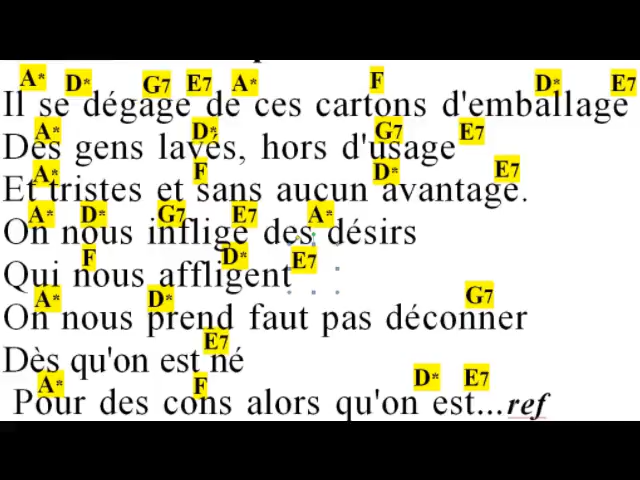 A* D* G7 E7 A* F D* E7
Il se dégage de ces cartons d'emballage
A* D* G7 E7
Des gens lavés, hors d'usage
A* F D* E7
Et tristes et sans aucun avantage.
A* D* G7 E7 A*
On nous inflige des désirs
F D* E7
Qui nous affligent
A* D* G7
On nous prend faut pas déconner
E7
Dès qu'on est né
A* F D* E7
Pour des cons alors qu'on est...ref